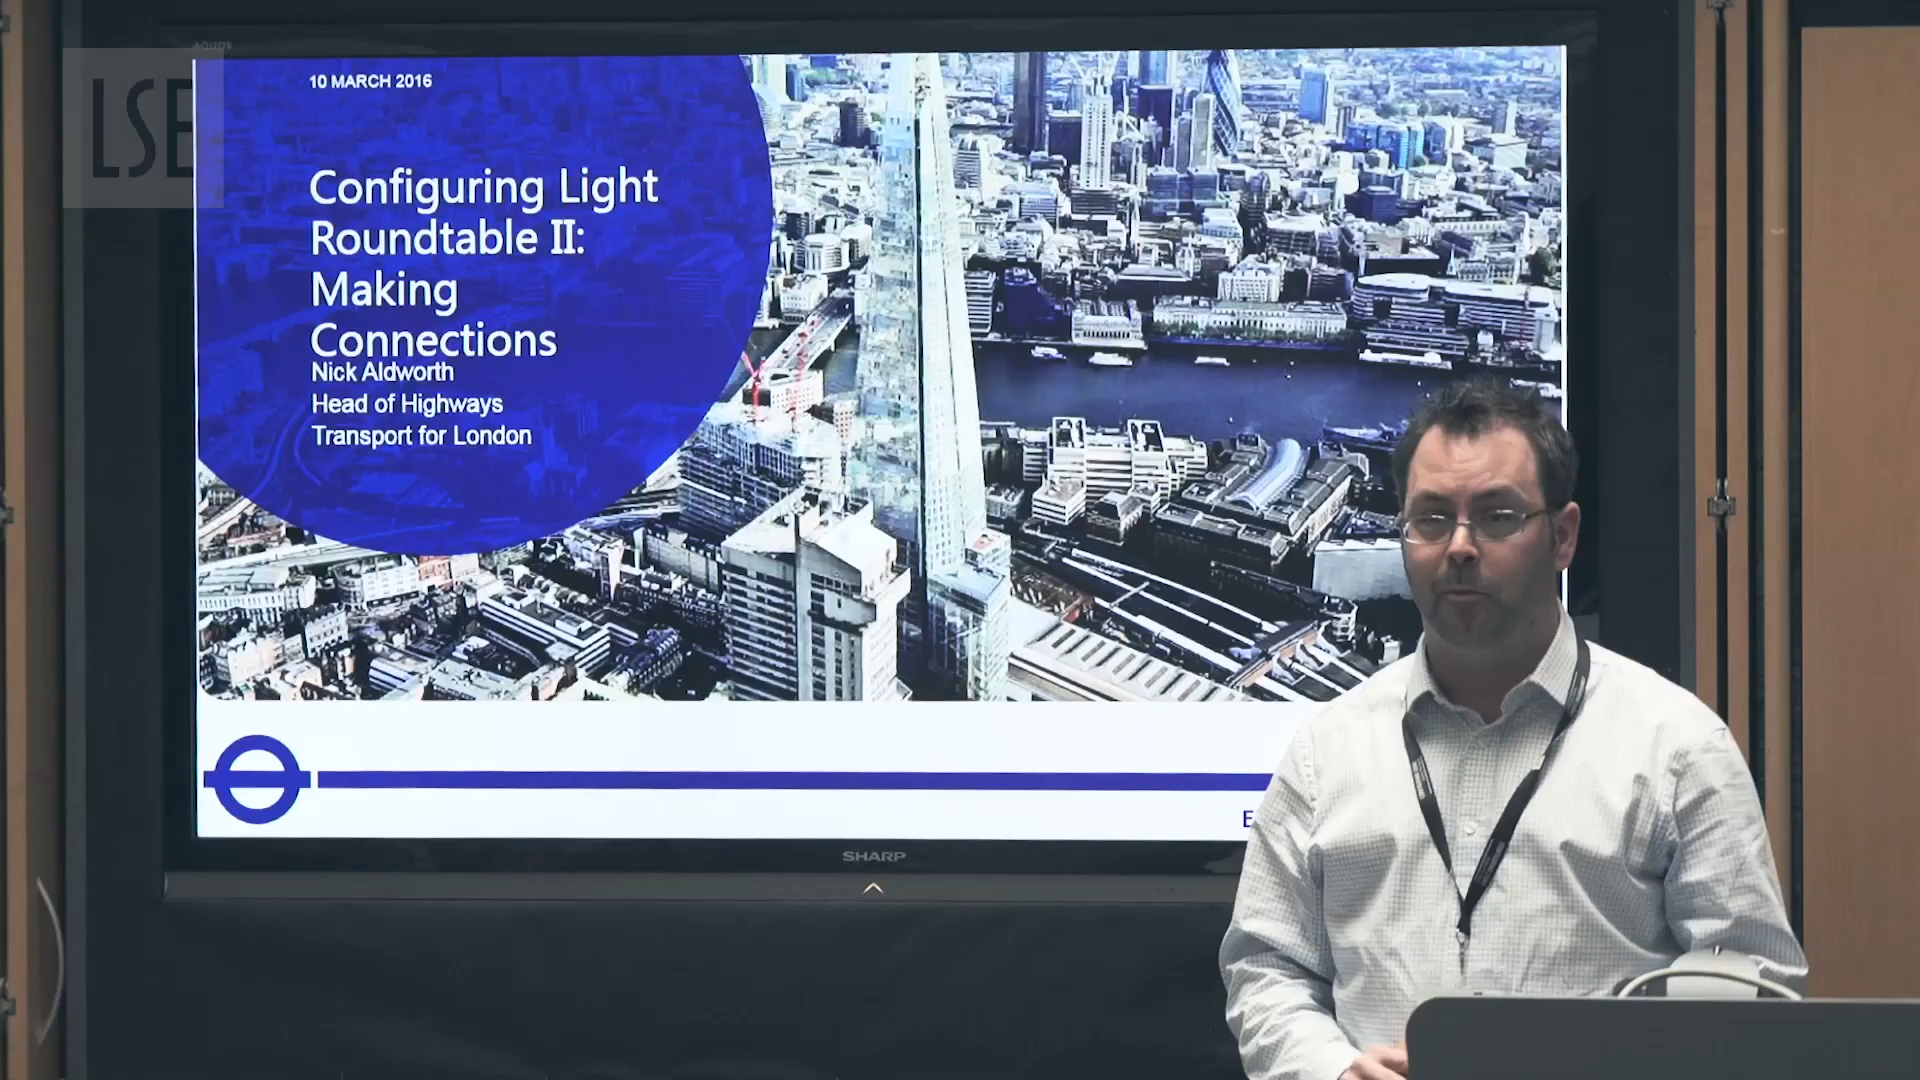 AQUOS
LSE
10 MARCH 2016
Configuring Light
Roundtable II:
Making
Connections
Nick Aldworth
Head of Highways
Transport for London
E
SHARP